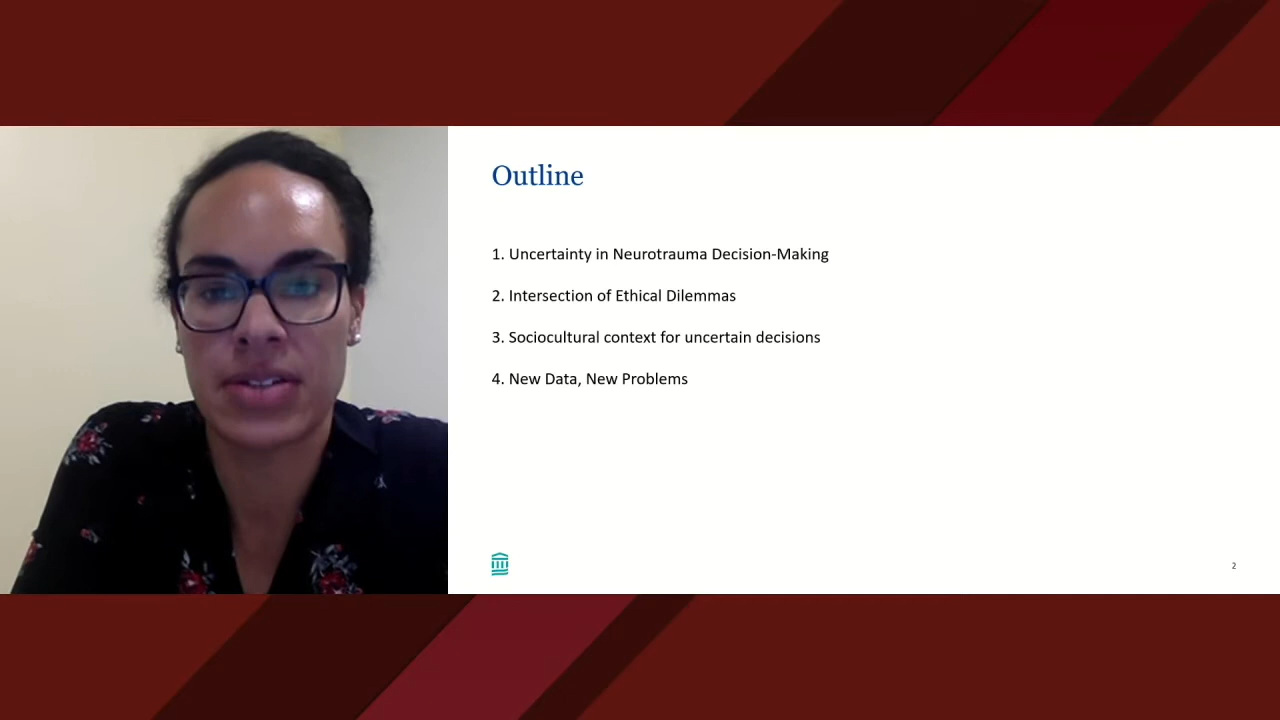 Outline
1. Uncertainty in Neurotrauma Decision-Making
2. Intersection of Ethical Dilemmas
3. Sociocultural context for uncertain decisions
4. New Data, New Problems
2